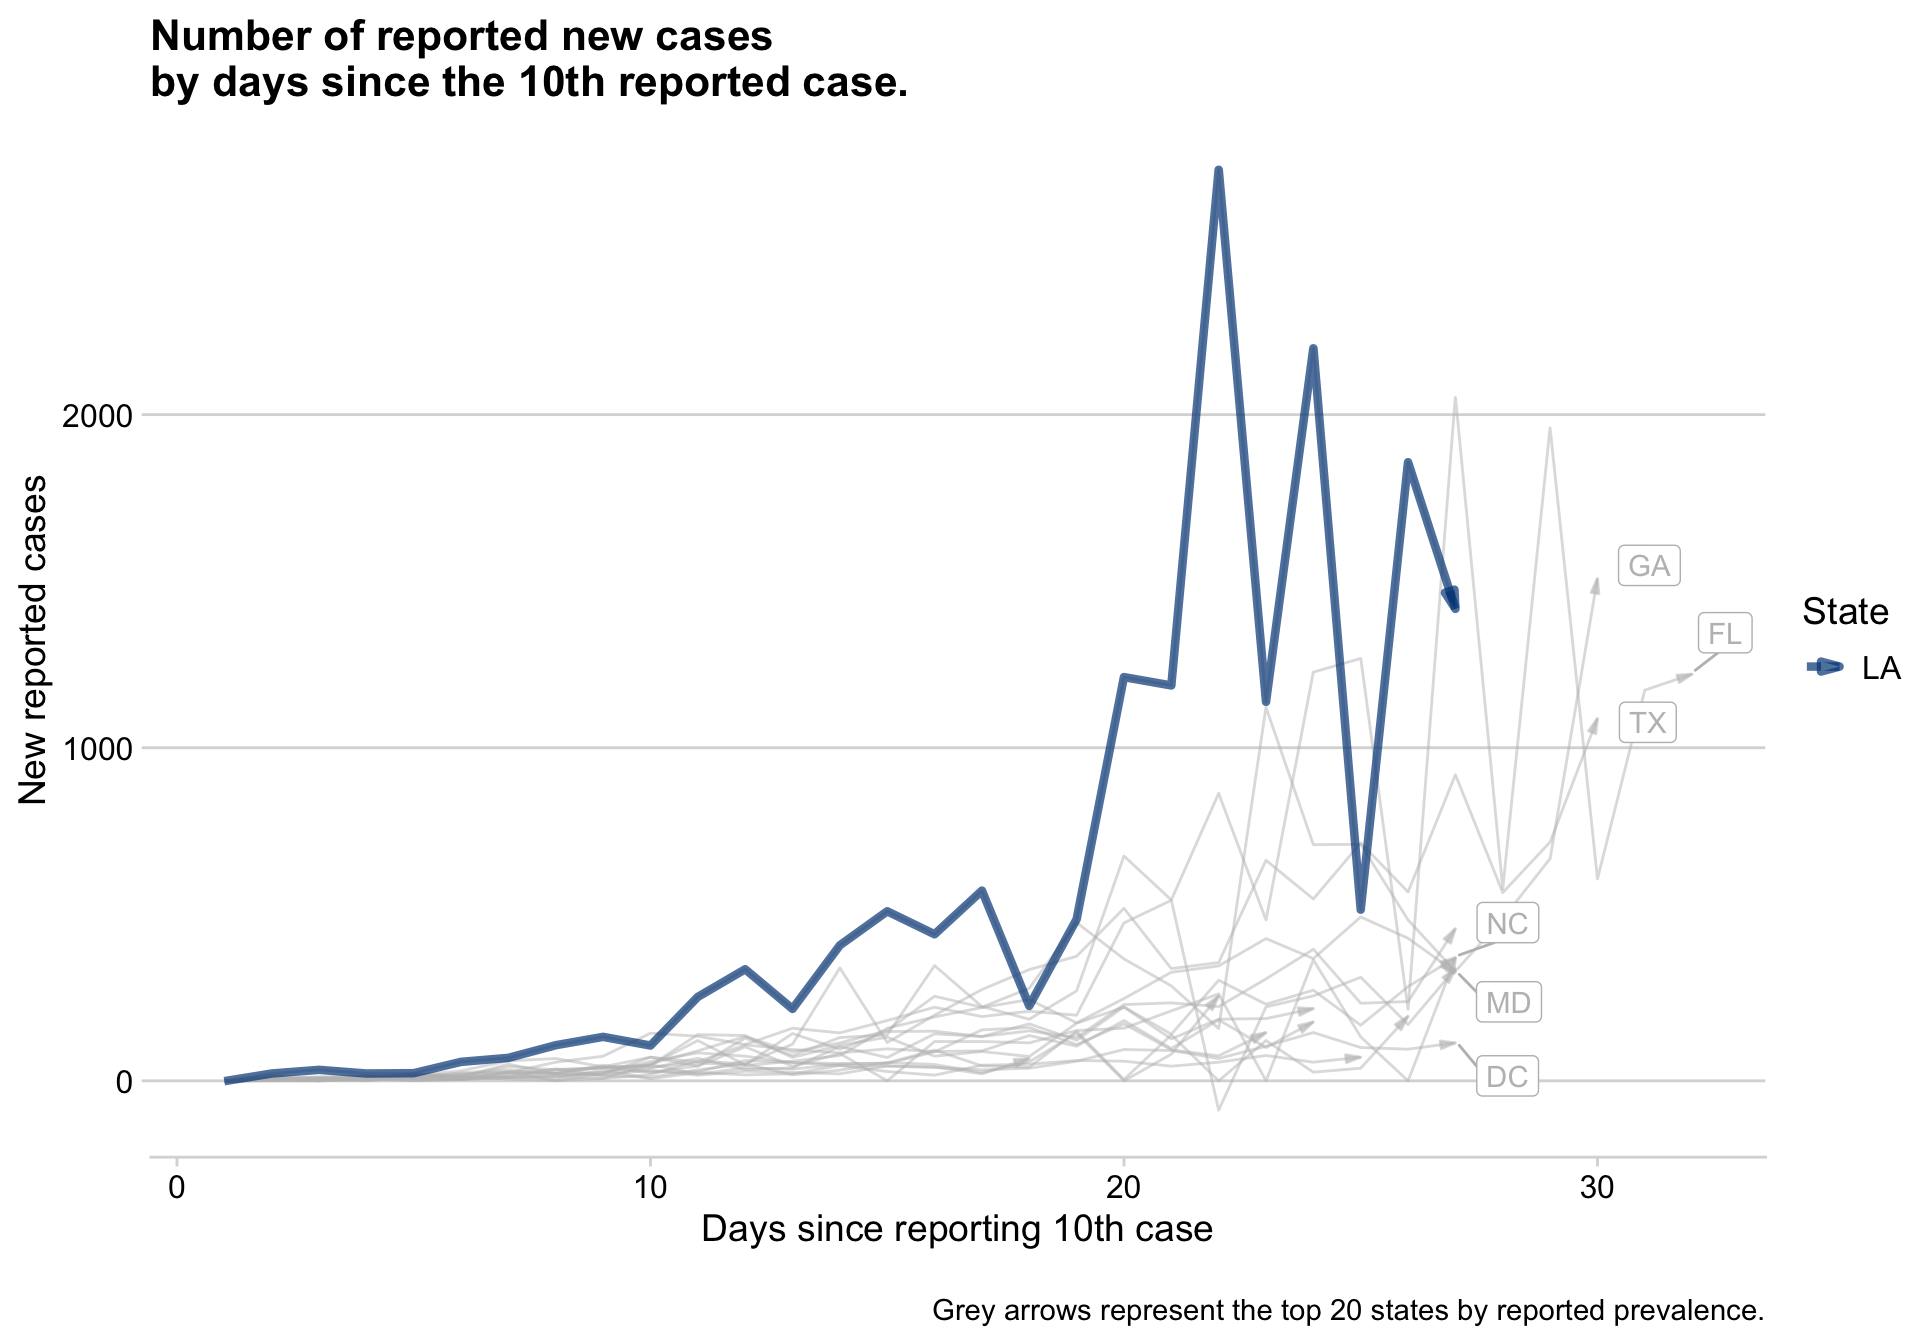 Number of reported new cases
by days since the 10th reported case.
New reported cases
2000
1000
0
GA
FL
TX
NC
MD
DC
State
LA
0 10 20 30
Days since reporting 10th case
Grey arrows represent the top 20 states by reported prevalence.